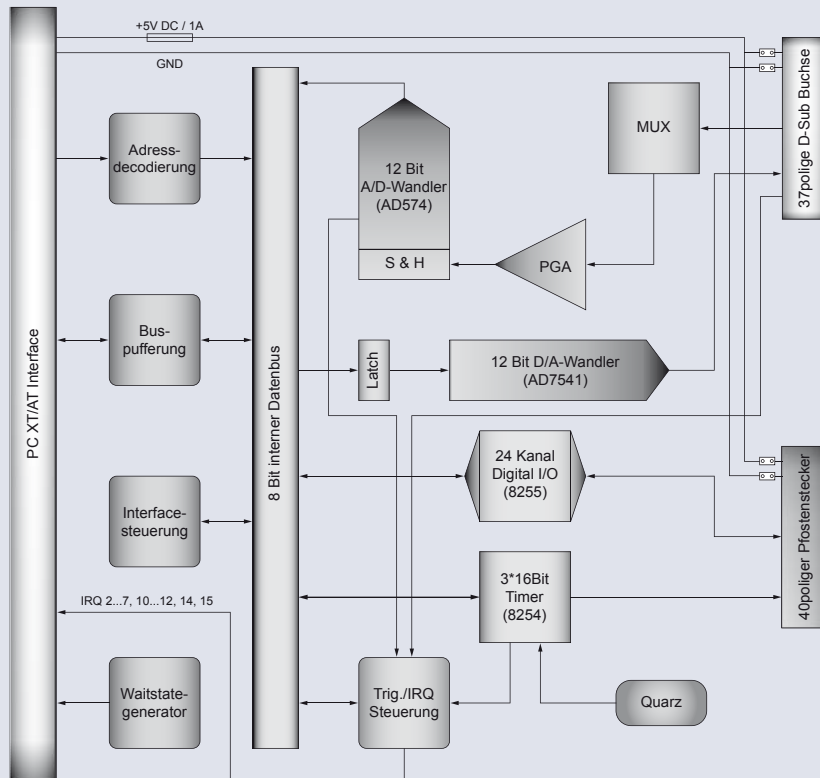 +5V DC / 1A
GND
PC XT/AT Interface
Adress-
decodierung
Bus-
pufferung
Interface-
steuerung
IRQ 2...7, 10...12, 14, 15
Waitstate-
generator
8 Bit interner Datenbus
12 Bit
A/D-Wandler
(AD574)
S & H
PGA
MUX
37polige D-Sub Buchse
Latch
12 Bit D/A-Wandler
(AD7541)
24 Kanal
Digital I/O
(8255)
40poliger Pfostenstecker
3*16Bit
Timer
(8254)
Trig./IRQ
Steuerung
Quarz